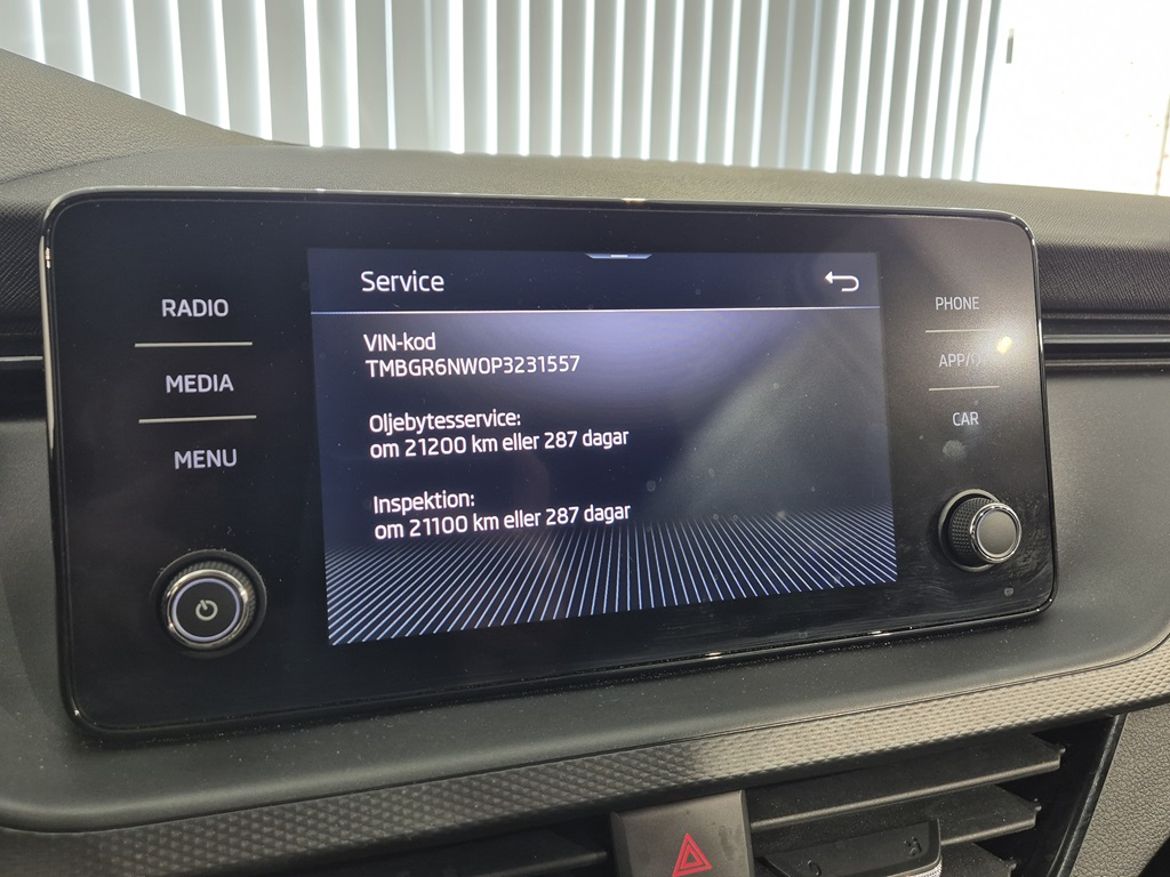 Service
RADIO
MEDIA
MENU
VIN-kod
TMBGR6NW0P3231557
Oljebytesservice:
om 21200 km eller 287 dagar
Inspektion:
om 21100 km eller 287 dagar
PHONE
CAR